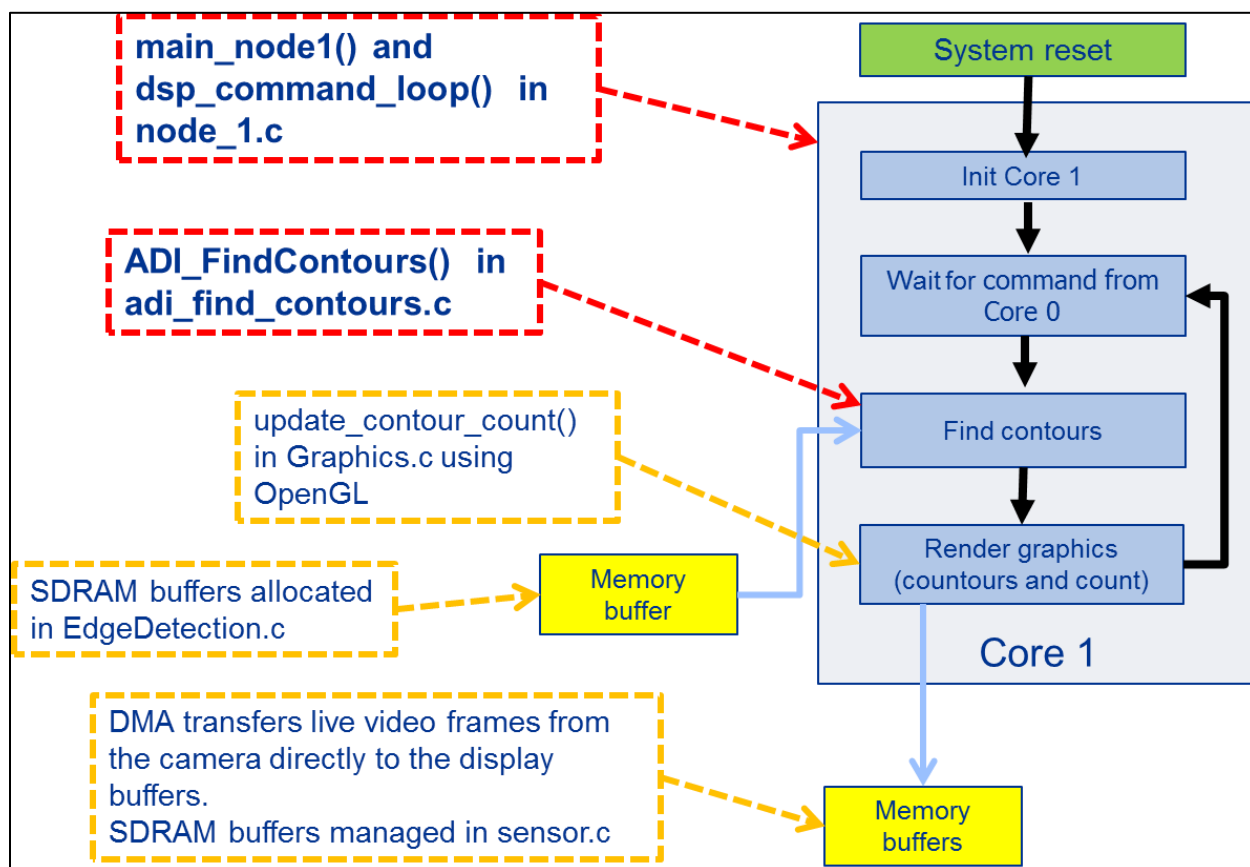 main_node1() and
dsp_command_loop() in
node_1.c
System reset
Init Core 1
ADI_FindContours() in
adi_find_contours.c
Wait for command from
Core 0
update_contour_count()
in Graphics.c using
OpenGL
Find contours
SDRAM buffers allocated
in EdgeDetection.c
Memory
buffer
Render graphics
(countours and count)
Core 1
DMA transfers live video frames from
the camera directly to the display
buffers.
SDRAM buffers managed in sensor.c
Memory
buffers